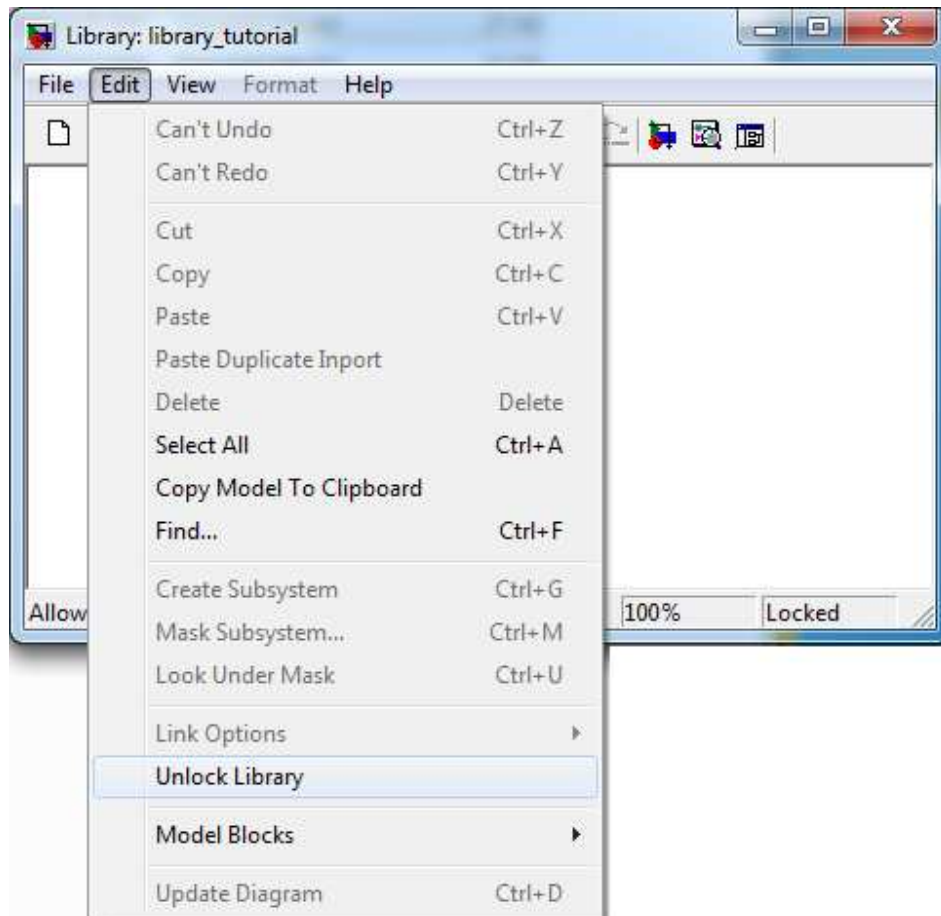 Library: library_tutorial
File Edit View Format Help
Can't Undo Ctrl+Z
Can't Redo Ctrl+Y
Cut Ctrl+X
Copy Ctrl+C
Paste Ctrl+V
Paste Duplicate Inport
Delete Delete
Select All Ctrl+A
Copy Model To Clipboard
Find... Ctrl+F
Create Subsystem Ctrl+G
Allow 100% Locked
Mask Subsystem... Ctrl+M
Look Under Mask Ctrl+U
Link Options
Unlock Library
Model Blocks
Update Diagram Ctrl+D